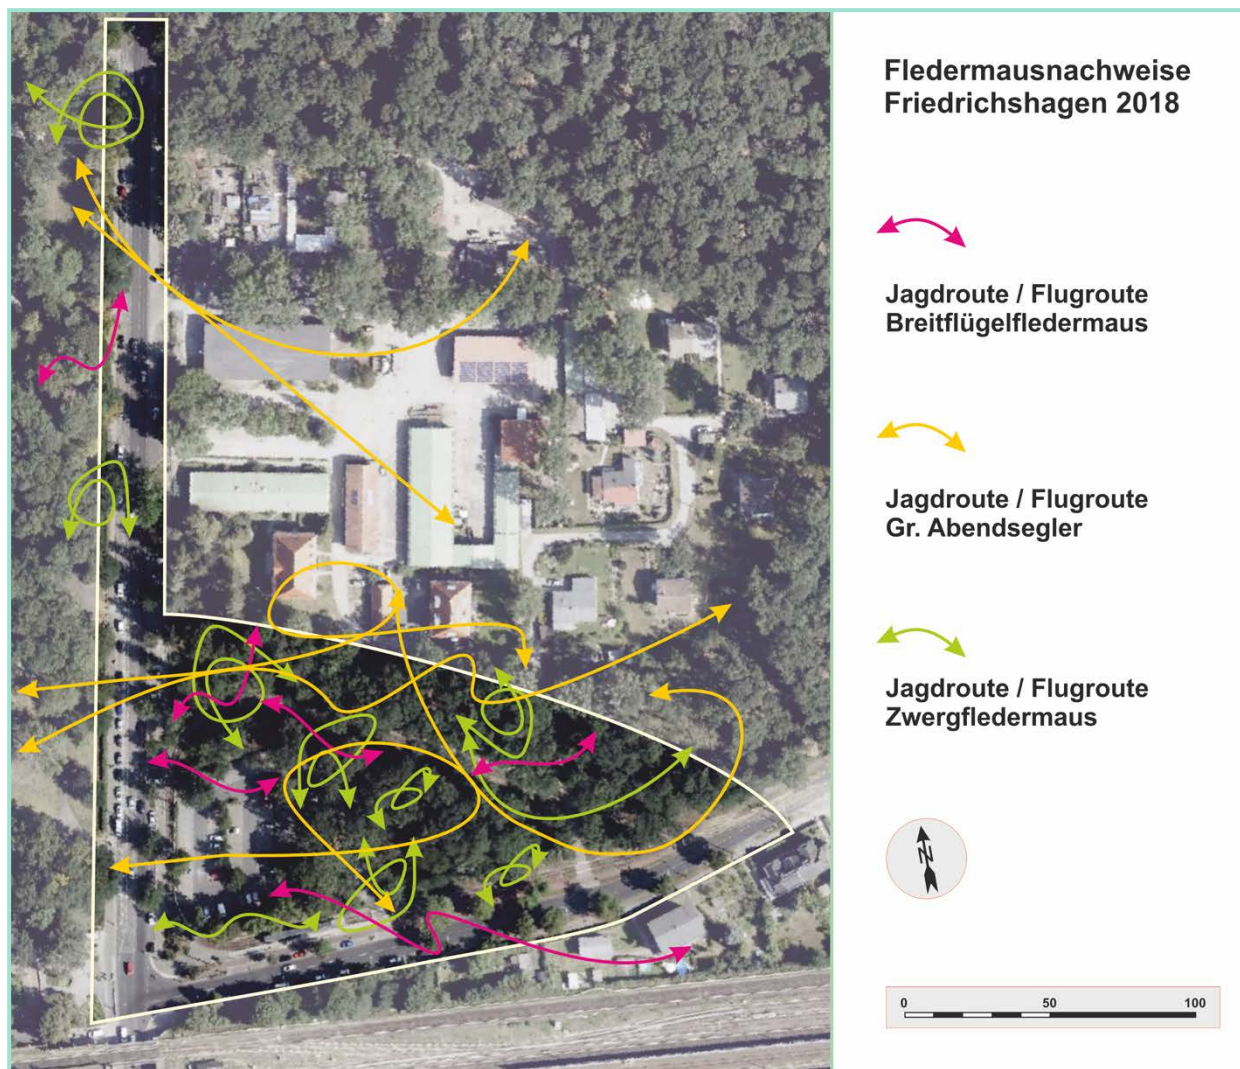 Fledermausnachweise
Friedrichshagen 2018
Jagdroute / Flugroute
Breitflügelfledermaus
Jagdroute / Flugroute
Gr. Abendsegler
Jagdroute / Flugroute
Zwergfledermaus
N
0 50 100